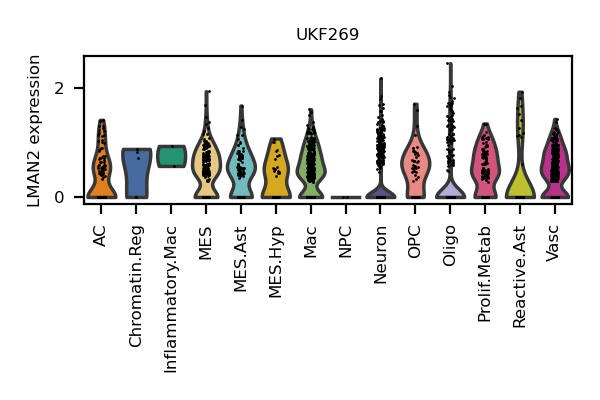 UKF269
LMAN2 expression
2
0
AC
Chromatin.Reg
Inflammatory.Mac
MES
MES.Ast
MES.Hyp
Mac
NPC
Neuron
OPC
Oligo
Prolif.Metab
Reactive.Ast
Vasc